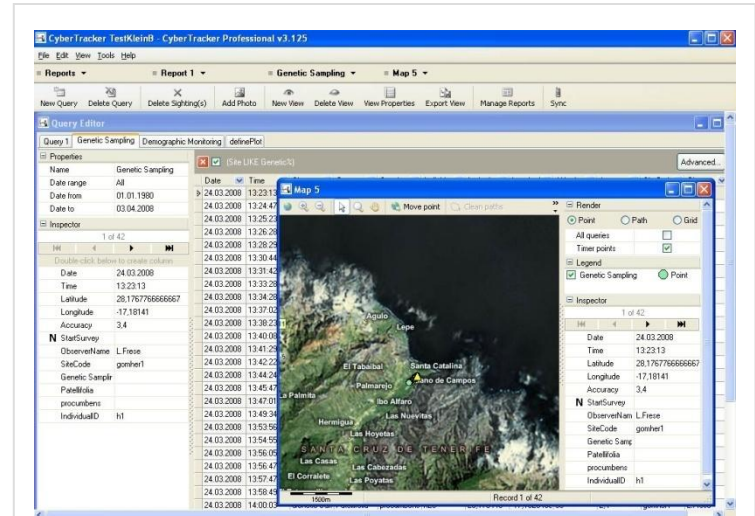 CyberTracker TestKleinB - CyberTracker Professional v3.125
File Edit View Tools Help
Reports Report 1 Genetic Sampling Map 5
New Query Delete Query Delete Sighting(s) Add Photo New View Delete View View Properties Export View Manage Reports Sync
Query Editor
Query 1 Genetic Sampling Demographic Monitoring definePlot
Properties
Name Genetic Sampling
Date range All
Date from 01.01.1980
Date to 03.04.2008
Inspector
1 of 42
Double-click below to create column
Date 24.03.2008
Time 13:23:13
Latitude 28,1767766666667
Longitude -17,18141
Accuracy 3,4
N StartSurvey
ObserverName L.Frese
SiteCode gomher1
Genetic Samplir
Patellifolia
procumbens
IndividualID h1
(Site LIKE Genetic%)
Advanced...
Date Time
24.03.2008 13:23:13
24.03.2008 13:24:47
24.03.2008 13:25:23
24.03.2008 13:26:28
24.03.2008 13:28:29
24.03.2008 13:30:44
24.03.2008 13:31:42
24.03.2008 13:33:28
24.03.2008 13:34:28
24.03.2008 13:37:02
24.03.2008 13:38:23
24.03.2008 13:40:08
24.03.2008 13:41:29
24.03.2008 13:42:22
24.03.2008 13:44:24
24.03.2008 13:45:47
24.03.2008 13:47:01
24.03.2008 13:49:34
24.03.2008 13:53:56
24.03.2008 13:54:55
24.03.2008 13:56:05
24.03.2008 13:56:47
24.03.2008 13:57:47
24.03.2008 13:58:49
24.03.2008 14:00:03
Map 5
Move point Clean paths
Agulo
Lepe
El Tabaibal Santa Catalina
Palmarejo Llano de Campos
La Palmita
Ibo Alfaro
Las Nuevitas
Hermigua
Las Hoyetas
SANTA CRUZ DE TENERIFE
Las Casas
Las Cabezadas
El Corralete Las Poyatas
1500m
Record 1 of 42
Render
Point Path Grid
All queries
Timer points
Legend
Genetic Sampling Point
Inspector
1 of 42
Date 24.03.2008
Time 13:23:13
Latitude 28,1767766666667
Longitude -17,18141
Accuracy 3,4
N StartSurvey
ObserverNam L.Frese
SiteCode gomher1
Genetic Samp
Patellifolia
procumbens
IndividualID h1